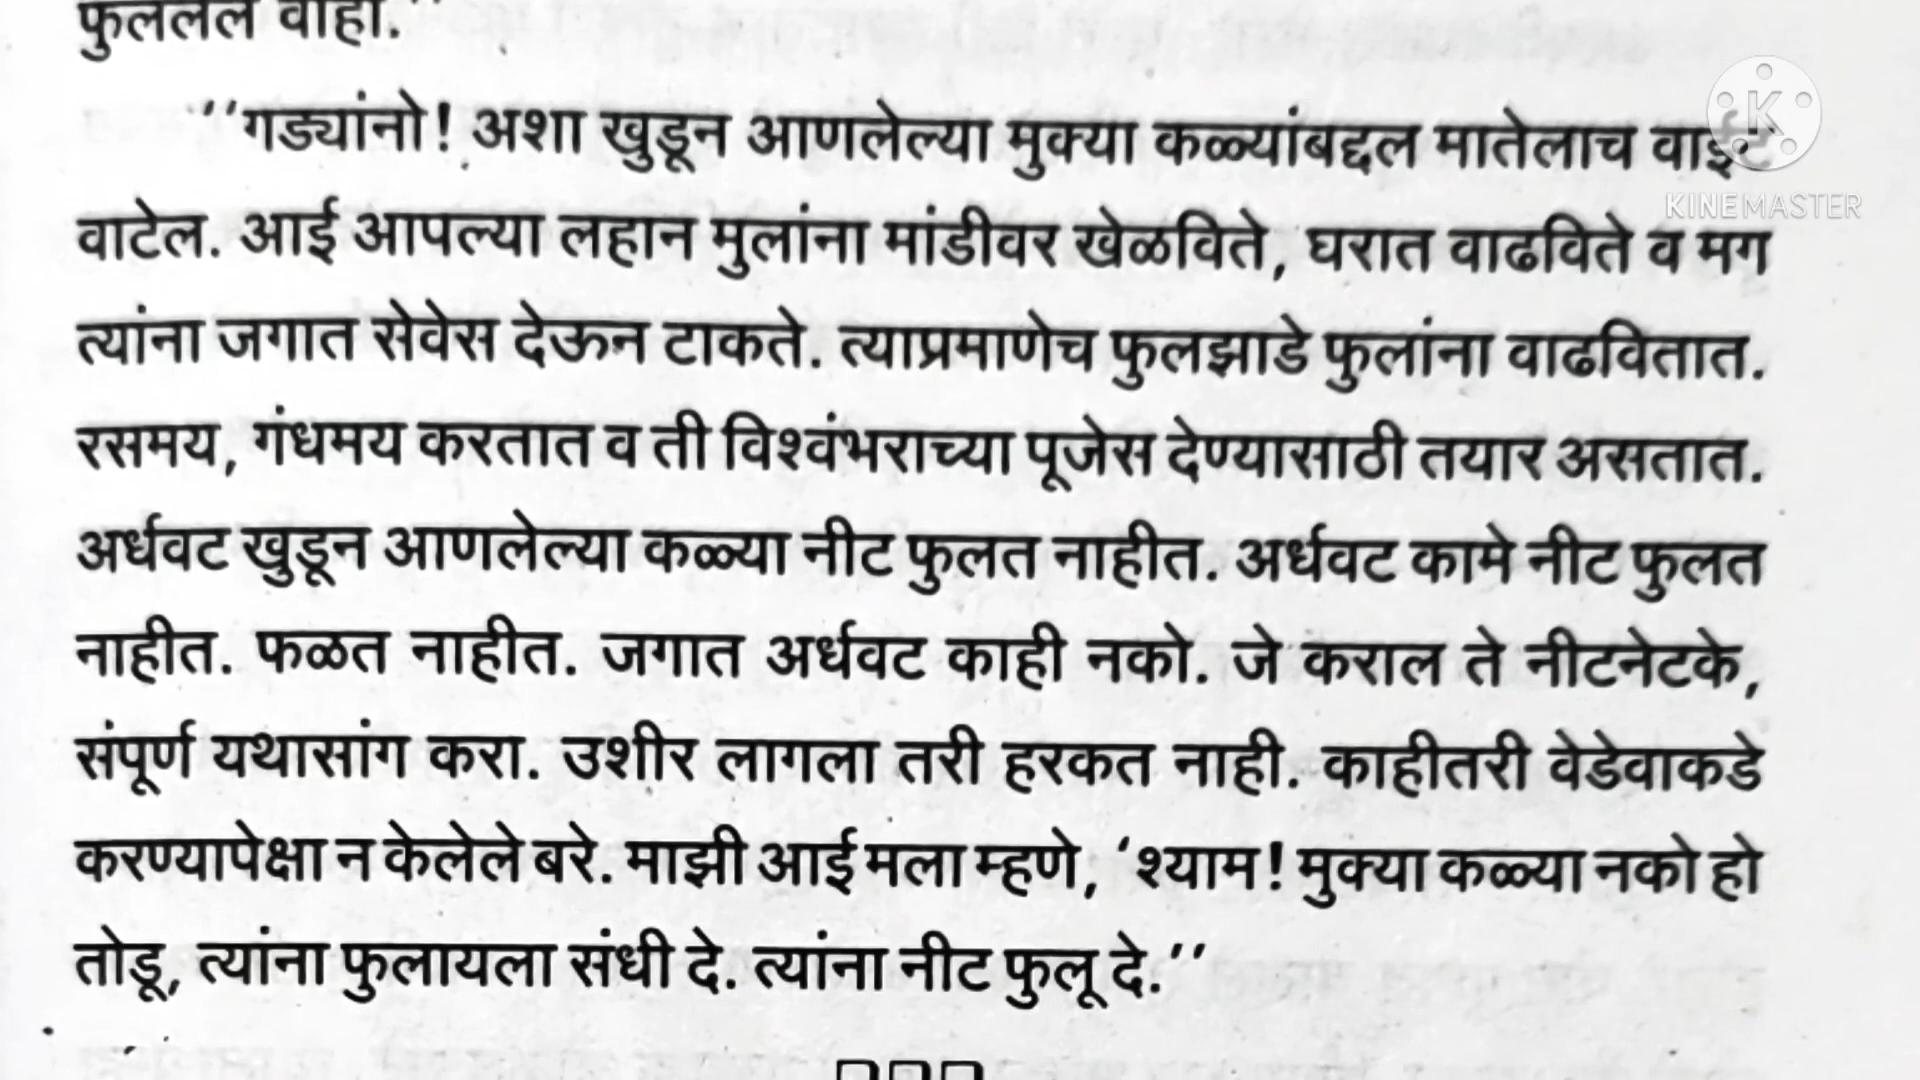 फुललेले वाहा.''
''गड्यांनो! अशा खुडून आणलेल्या मुक्या कळ्यांबद्दल मातेलाच वाईट
KINEMASTER
वाटेल. आई आपल्या लहान मुलांना मांडीवर खेळविते, घरात वाढविते व मग
त्यांना जगात सेवेस देऊन टाकते. त्याप्रमाणेच फुलझाडे फुलांना वाढवितात.
रसमय, गंधमय करतात व ती विश्वंभराच्या पूजेस देण्यासाठी तयार असतात.
अर्धवट खुडून आणलेल्या कळ्या नीट फुलत नाहीत. अर्धवट कामे नीट फुलत
नाहीत. फळत नाहीत. जगात अर्धवट काही नको. जे कराल ते नीटनेटके,
संपूर्ण यथासांग करा. उशीर लागला तरी हरकत नाही. काहीतरी वेडेवाकडे
करण्यापेक्षा न केलेले बरे. माझी आई मला म्हणे, 'श्याम! मुक्या कळ्या नको हो
तोडू, त्यांना फुलायला संधी दे. त्यांना नीट फुलू दे.''